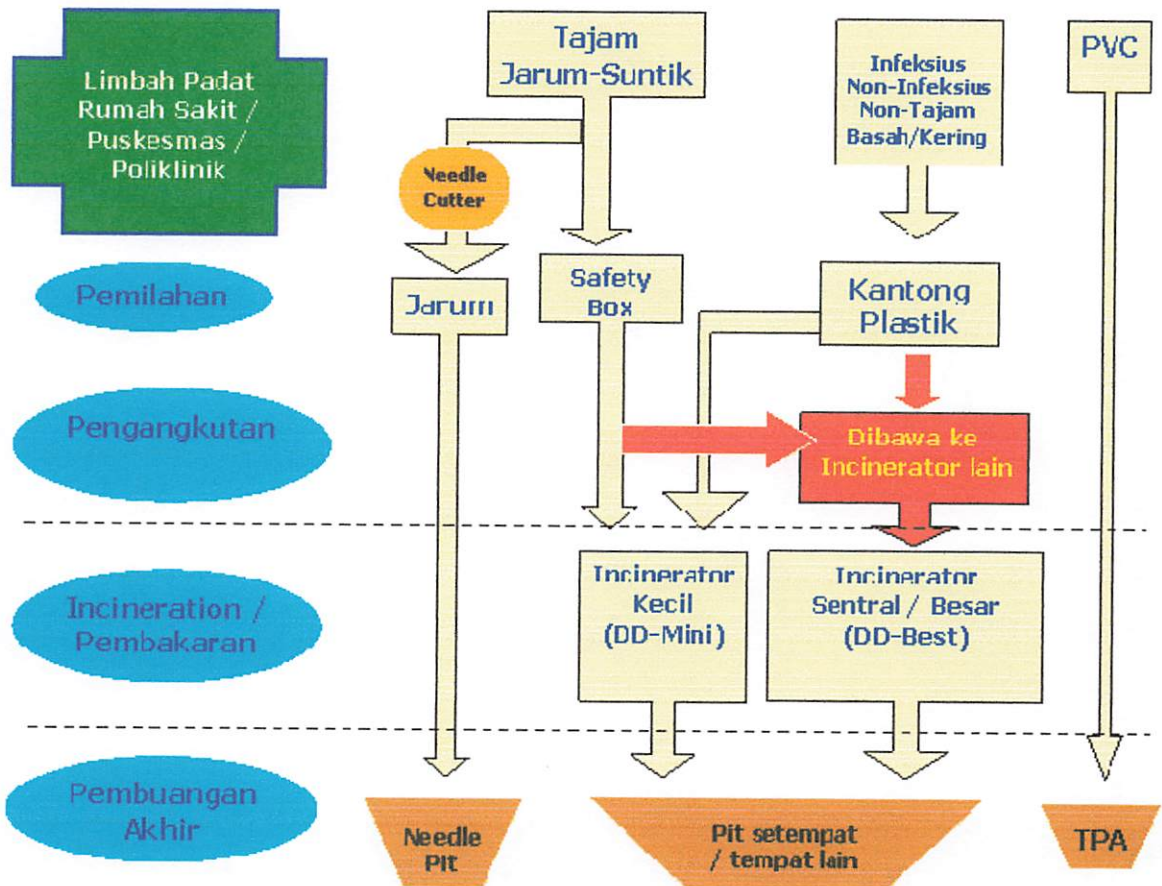 Limbah Padat
Rumah Sakit /
Puskesmas /
Poliklinik
Tajam
Jarum-Suntik
Infeksius
Non-Infeksius
Non-Tajam
Basah/Kering
PVC
Needle
Cutter
Pemilahan
Jarum
Safety
Box
Kantong
Plastik
Pengangkutan
Dibawa ke
Incinerator lain
Incineration /
Pembakaran
Incinerator
Kecil
(DD-Mini)
Incinerator
Sentral / Besar
(DD-Best)
Pembuangan
Akhir
Needle
Pit
Pit setempat
/ tempat lain
TPA